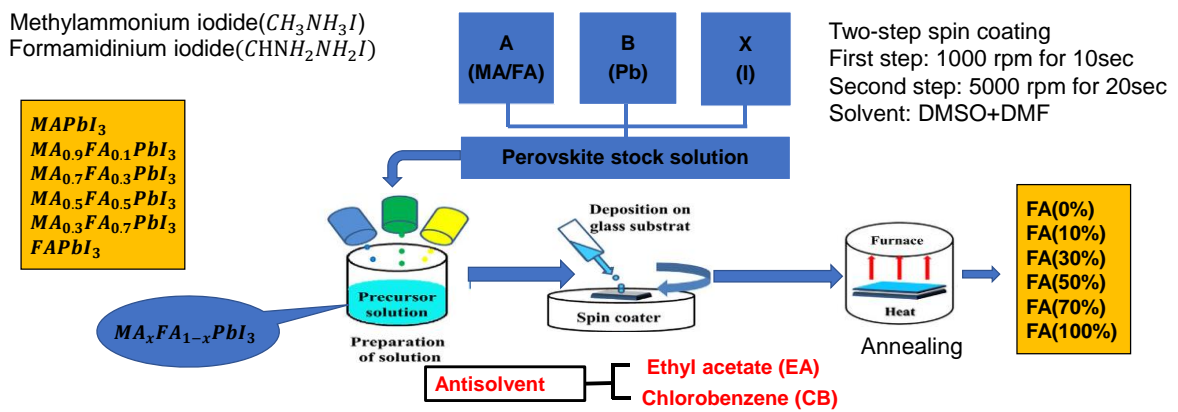 Methylammonium iodide(CH₃NH₃I)
Formamidinium iodide(CHNH₂NH₂I)
A
(MA/FA)
B
(Pb)
X
(I)
Two-step spin coating
First step: 1000 rpm for 10sec
Second step: 5000 rpm for 20sec
Solvent: DMSO+DMF
MAPbI₃
MA₀.₉FA₀.₁PbI₃
MA₀.₇FA₀.₃PbI₃
MA₀.₅FA₀.₅PbI₃
MA₀.₃FA₀.₇PbI₃
FAPbI₃
Perovskite stock solution
Deposition on
glass substrat
Furnace
Heat
Annealing
FA(0%)
FA(10%)
FA(30%)
FA(50%)
FA(70%)
FA(100%)
Precursor
solution
Preparation
of solution
Spin coater
MAₓFA₁₋ₓPbI₃
Antisolvent
Ethyl acetate (EA)
Chlorobenzene (CB)